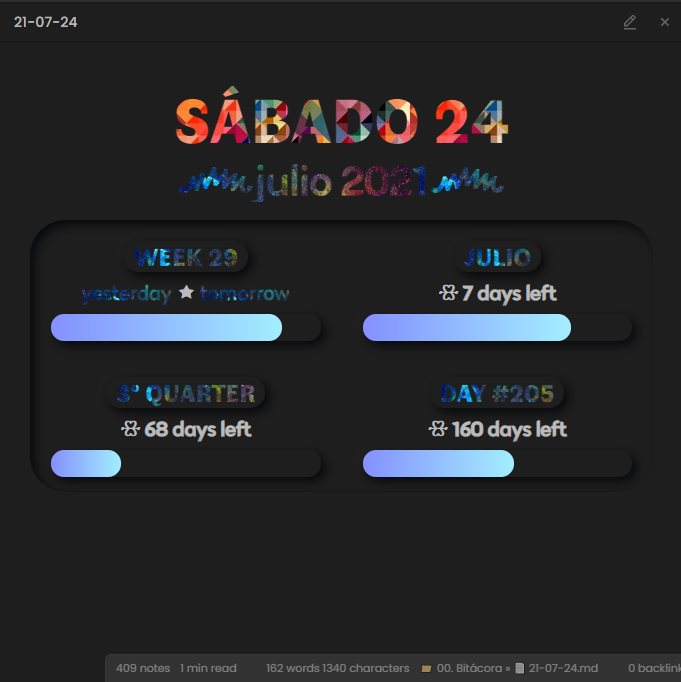 21-07-24
SÁBADO 24
julio 2021
WEEK 29
yesterday ★ tomorrow
JULIO
7 days left
3º QUARTER
68 days left
DAY #205
160 days left
409 notes 1 min read 162 words 1340 characters 00. Bitácora » 21-07-24.md 0 backlink